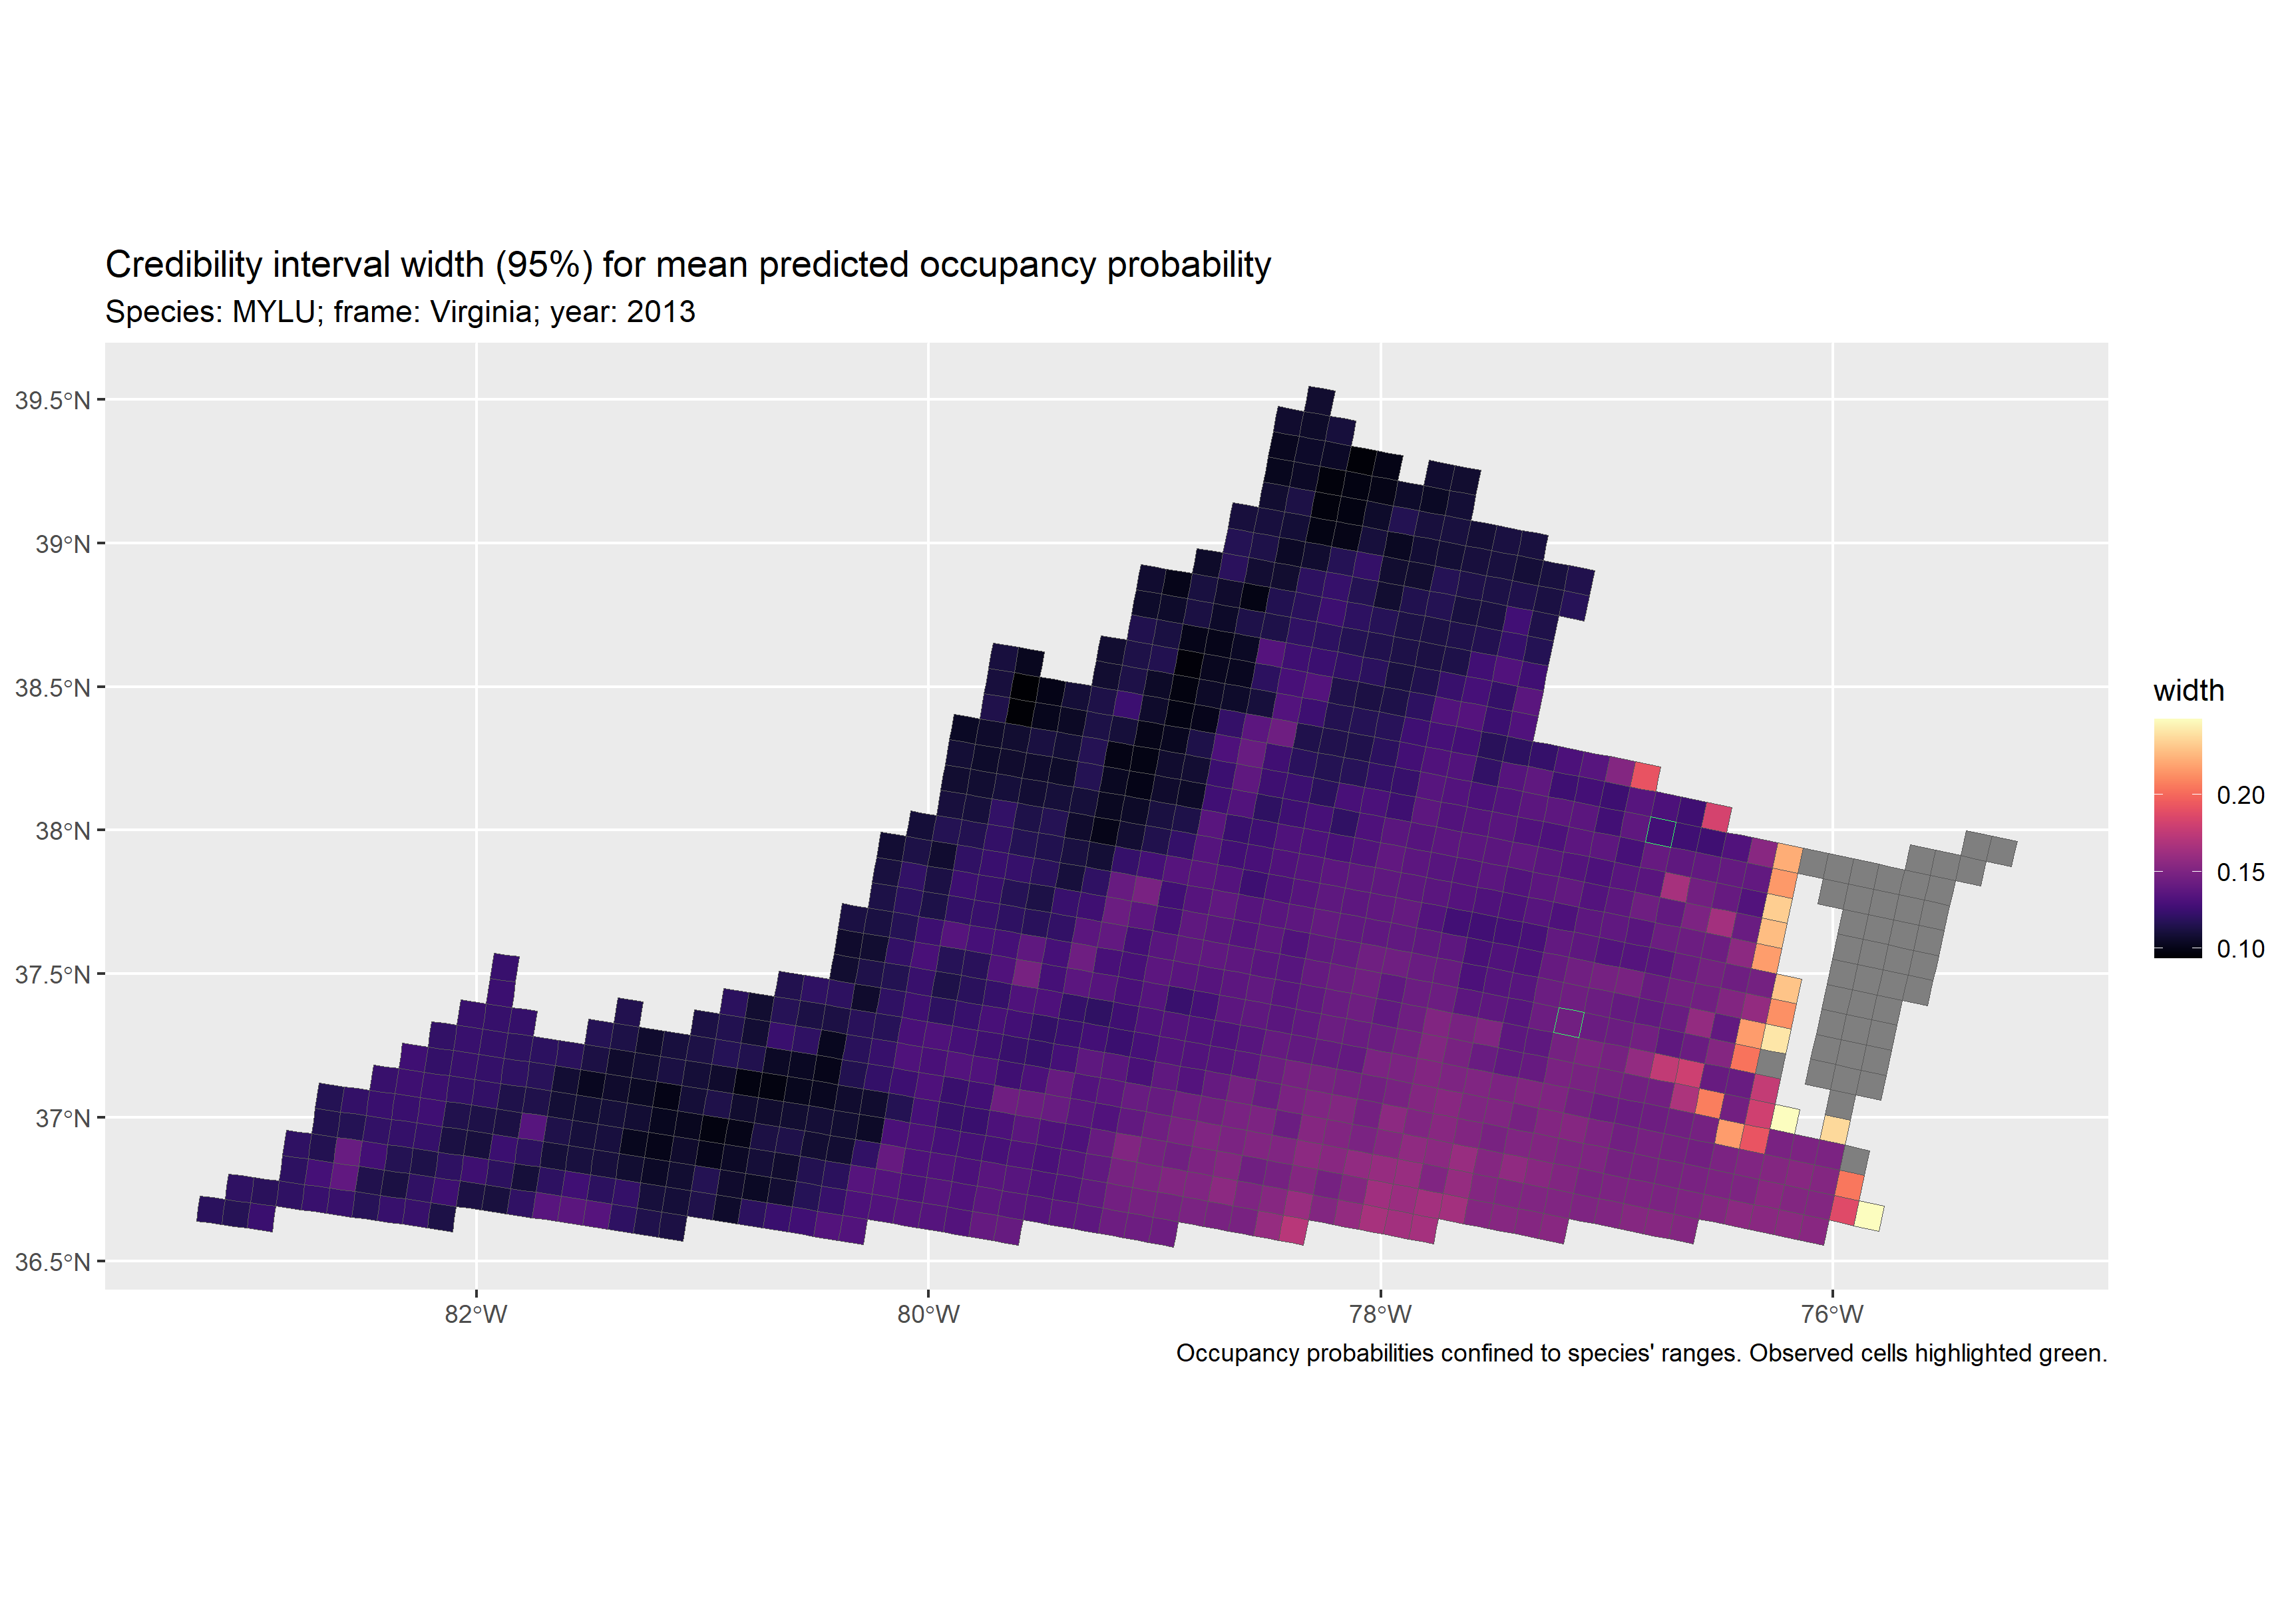 Credibility interval width (95%) for mean predicted occupancy probability
Species: MYLU; frame: Virginia; year: 2013
39.5°N
39°N
38.5°N
38°N
37.5°N
37°N
36.5°N
82°W
80°W
78°W
76°W
width
0.20
0.15
0.10
Occupancy probabilities confined to species' ranges. Observed cells highlighted green.